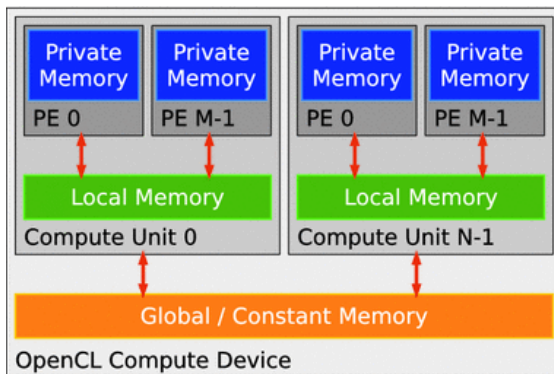 Private Memory
Private Memory
Private Memory
Private Memory
PE 0
PE M-1
PE 0
PE M-1
Local Memory
Local Memory
Compute Unit 0
Compute Unit N-1
Global / Constant Memory
OpenCL Compute Device